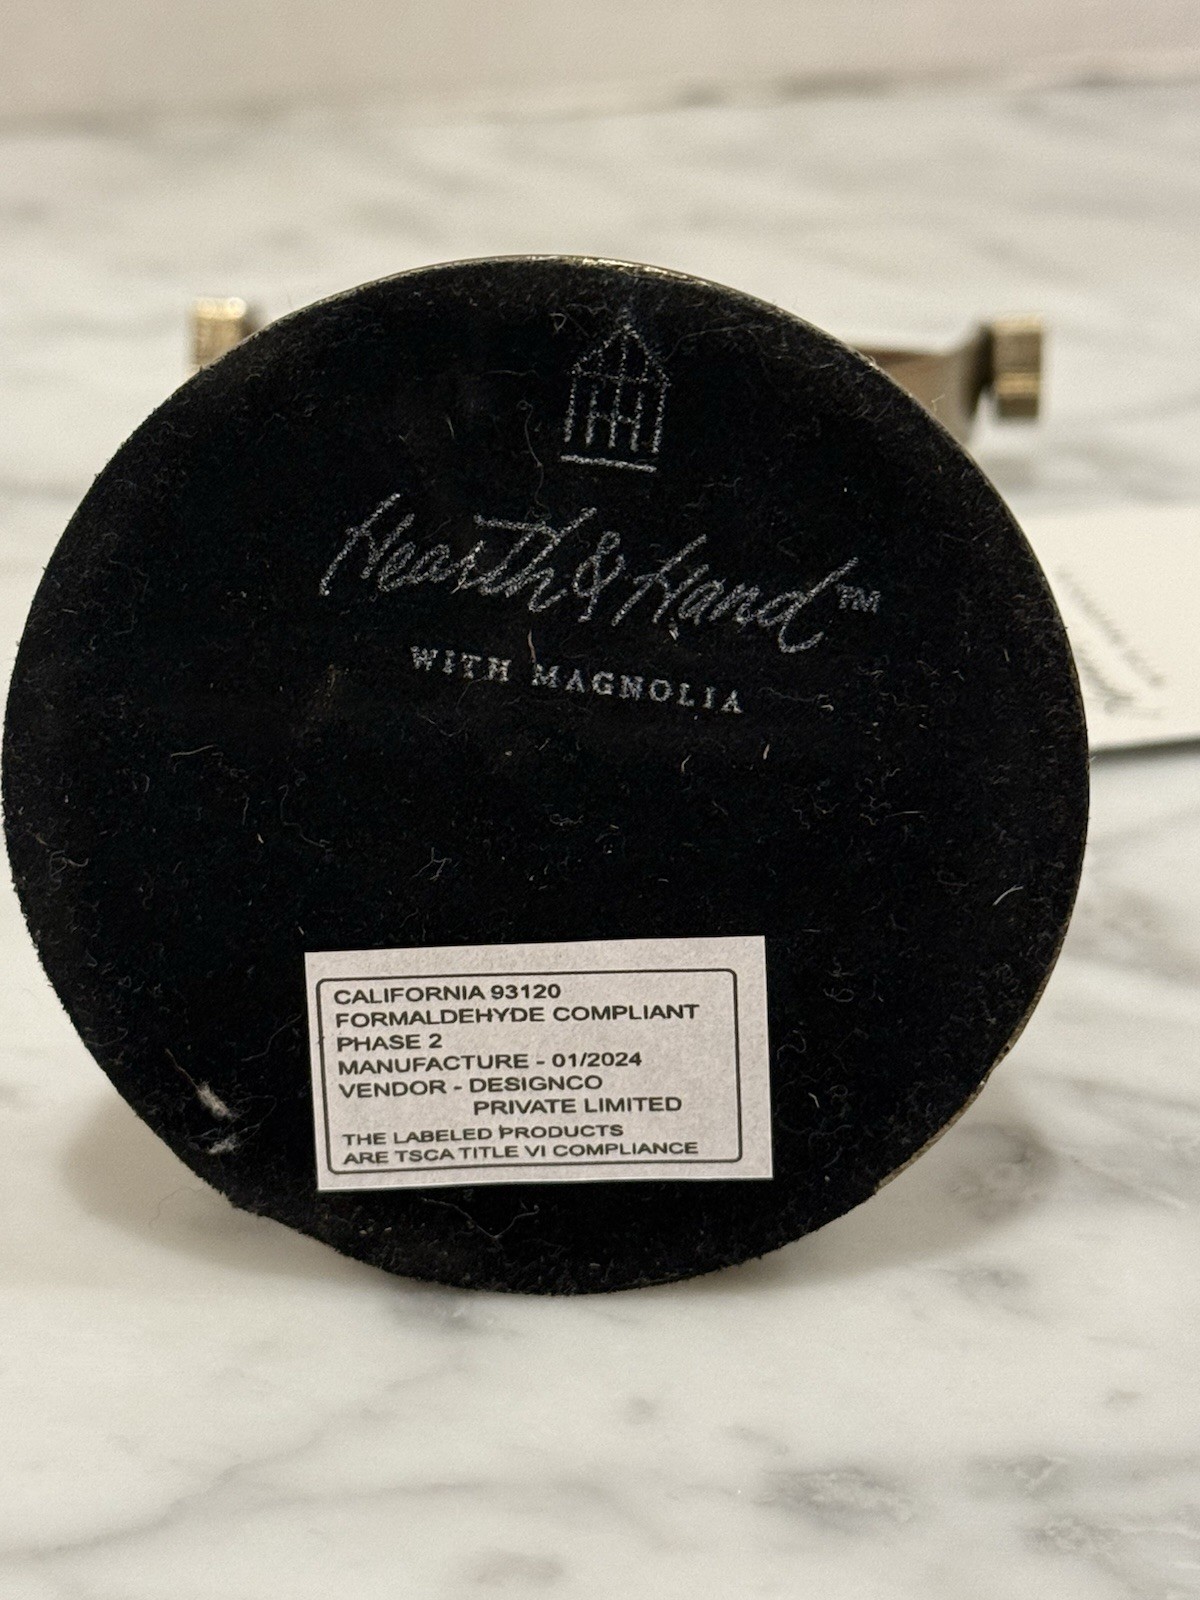 Hearth & Hand™
WITH MAGNOLIA
CALIFORNIA 93120
FORMALDEHYDE COMPLIANT
PHASE 2
MANUFACTURE - 01/2024
VENDOR - DESIGNCO
PRIVATE LIMITED
THE LABELED PRODUCTS
ARE TSCA TITLE VI COMPLIANCE